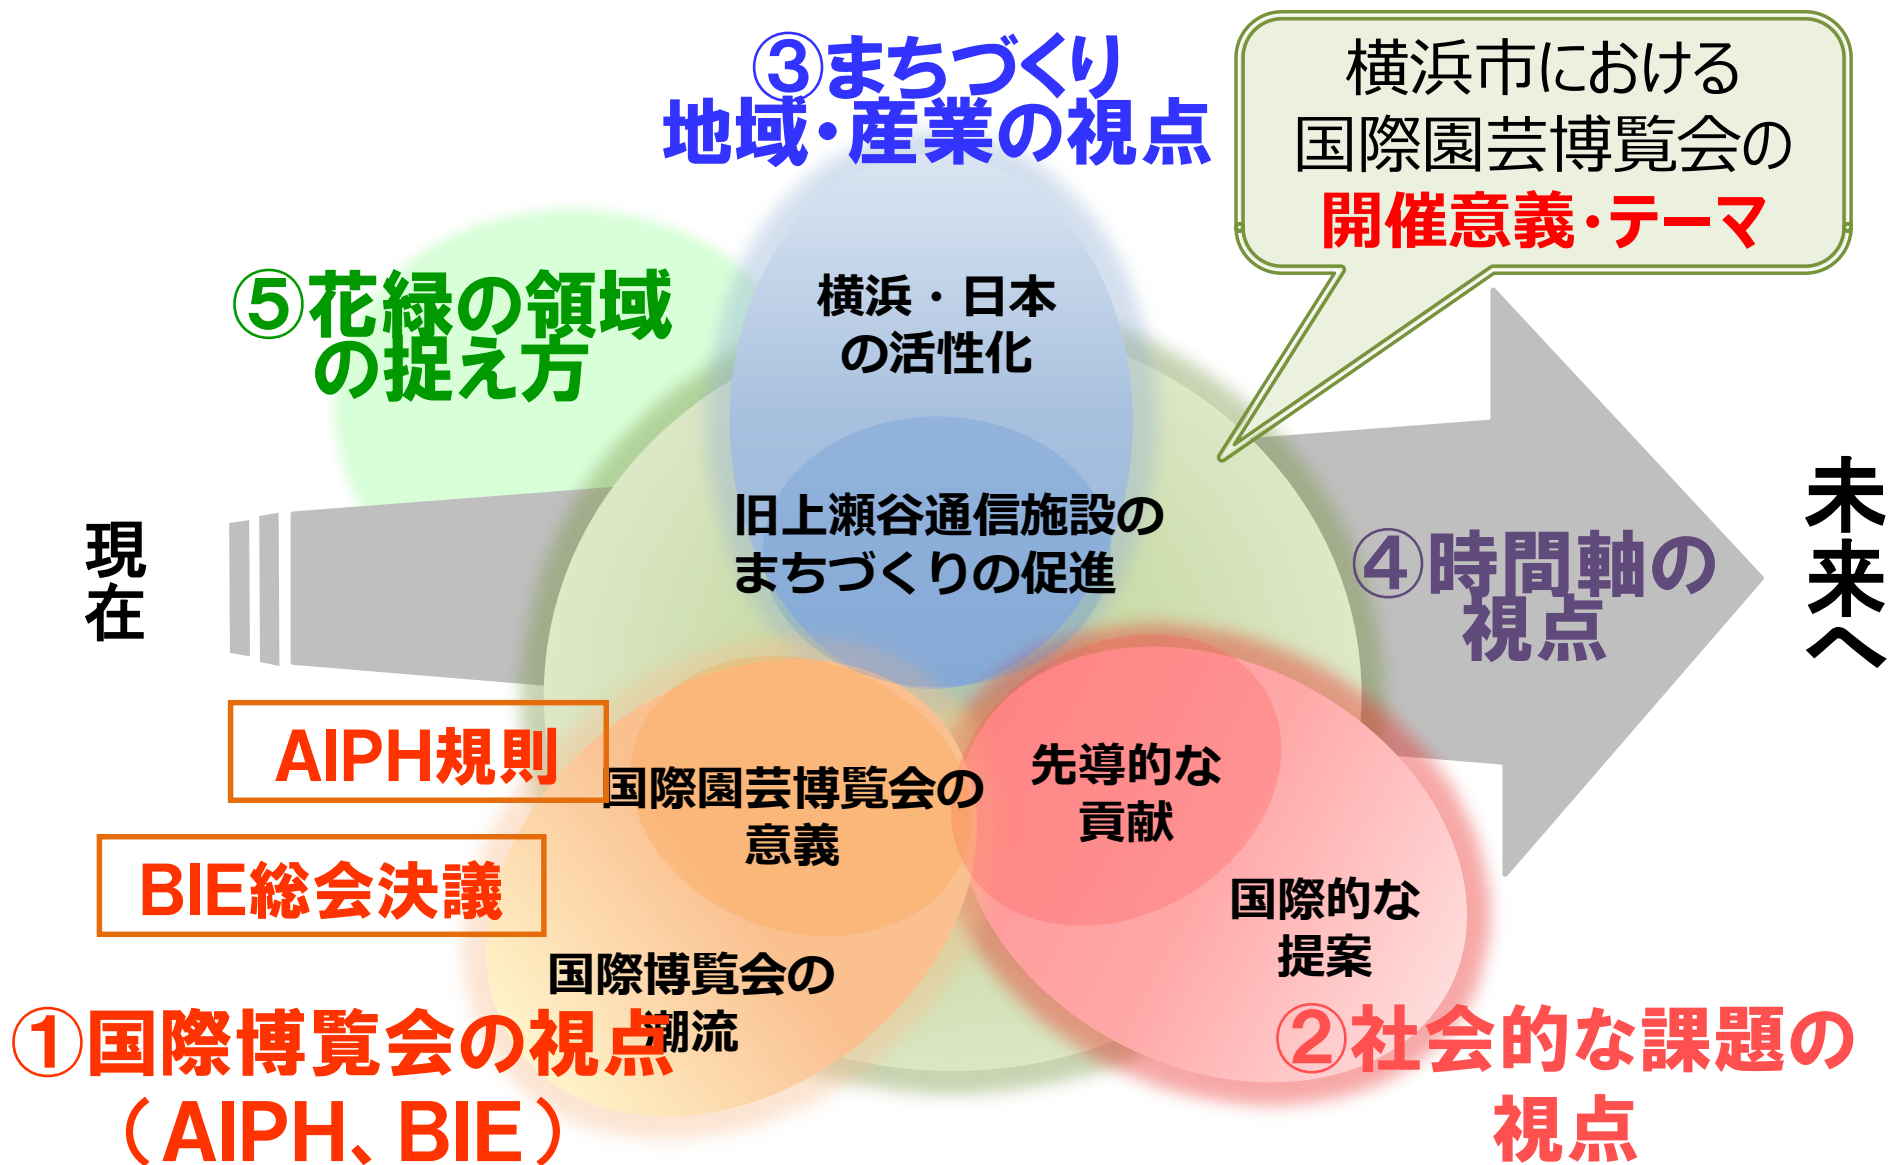 ③まちづくり
地域・産業の視点
横浜市における
国際園芸博覧会の
開催意義・テーマ
⑤花緑の領域
の捉え方
横浜・日本
の活性化
旧上瀬谷通信施設の
まちづくりの促進
現在
④時間軸の
視点
未来へ
AIPH規則
BIE総会決議
国際園芸博覧会の
意義
先導的な
貢献
国際的な
提案
国際博覧会の
潮流
①国際博覧会の視点
（AIPH、BIE）
②社会的な課題の
視点